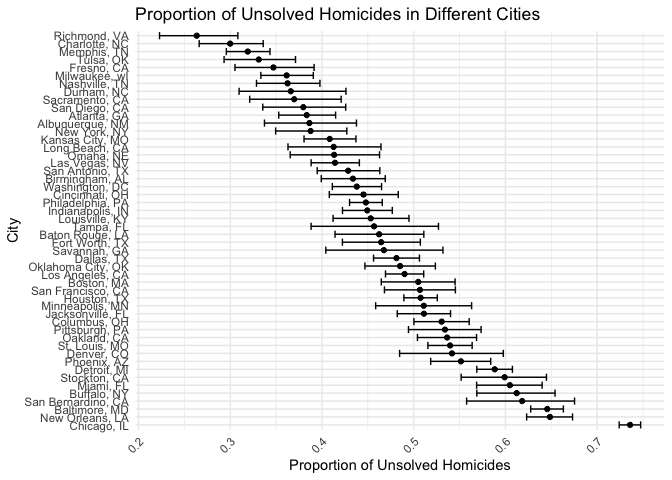 Proportion of Unsolved Homicides in Different Cities
City
Richmond, VA
Charlotte, NC
Memphis, TN
Tulsa, OK
Fresno, CA
Milwaukee, wI
Nashville, TN
Durham, NC
Sacramento, CA
San Diego, CA
Atlanta, GA
Albuquerque, NM
New York, NY
Kansas City, MO
Long Beach, CA
Omaha, NE
Las Vegas, NV
San Antonio, TX
Birmingham, AL
Washington, DC
Cincinnati, OH
Philadelphia, PA
Indianapolis, IN
Louisville, KY
Tampa, FL
Baton Rouge, LA
Fort Worth, TX
Savannah, GA
Dallas, TX
Oklahoma City, OK
Los Angeles, CA
Boston, MA
San Francisco, CA
Houston, TX
Minneapolis, MN
Jacksonville, FL
Columbus, OH
Pittsburgh, PA
Oakland, CA
St. Louis, MO
Denver, CO
Phoenix, AZ
Detroit, MI
Stockton, CA
Miami, FL
Buffalo, NY
San Bernardino, CA
Baltimore, MD
New Orleans, LA
Chicago, IL
0.2 0.3 0.4 0.5 0.6 0.7
Proportion of Unsolved Homicides